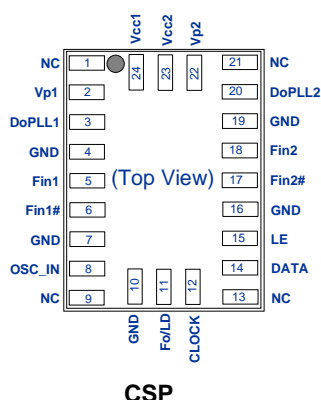 Vcc1 Vcc2 Vp2
24 23 22
NC 1 21 NC
Vp1 2 20 DoPLL2
DoPLL1 3 19 GND
GND 4 18 Fin2
Fin1 5 (Top View) 17 Fin2#
Fin1# 6 16 GND
GND 7 15 LE
OSC_IN 8 14 DATA
NC 9 13 NC
10 11 12
GND Fo/LD CLOCK
CSP